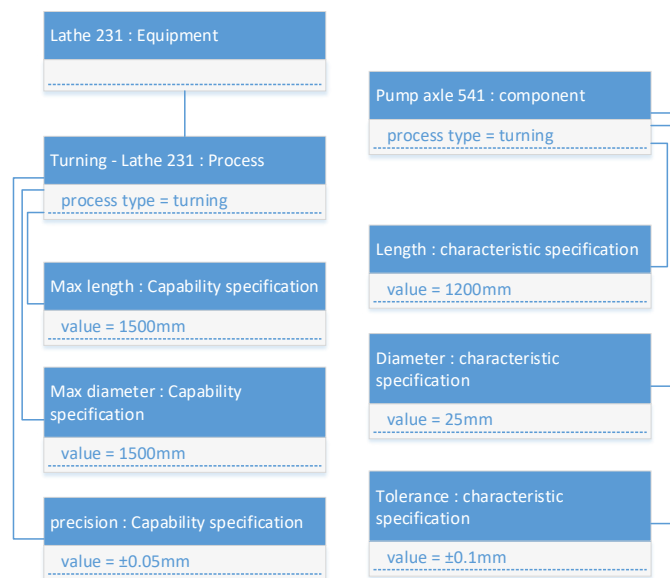 Lathe 231 : Equipment
Turning - Lathe 231 : Process
process type = turning
Max length : Capability specification
value = 1500mm
Max diameter : Capability
specification
value = 1500mm
precision : Capability specification
value = ±0.05mm
Pump axle 541 : component
process type = turning
Length : characteristic specification
value = 1200mm
Diameter : characteristic
specification
value = 25mm
Tolerance : characteristic
specification
value = ±0.1mm